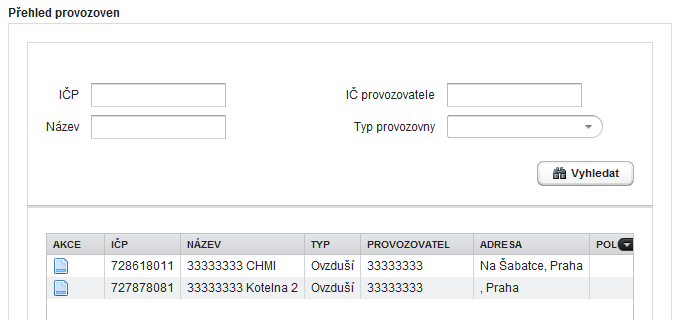 Přehled provozoven
IČP IČ provozovatele
Název Typ provozovny
Vyhledat
AKCE IČP NÁZEV TYP PROVOZOVATEL ADRESA POL
728618011 33333333 CHMI Ovzduší 33333333 Na Šabatce, Praha
727878081 33333333 Kotelna 2 Ovzduší 33333333 , Praha